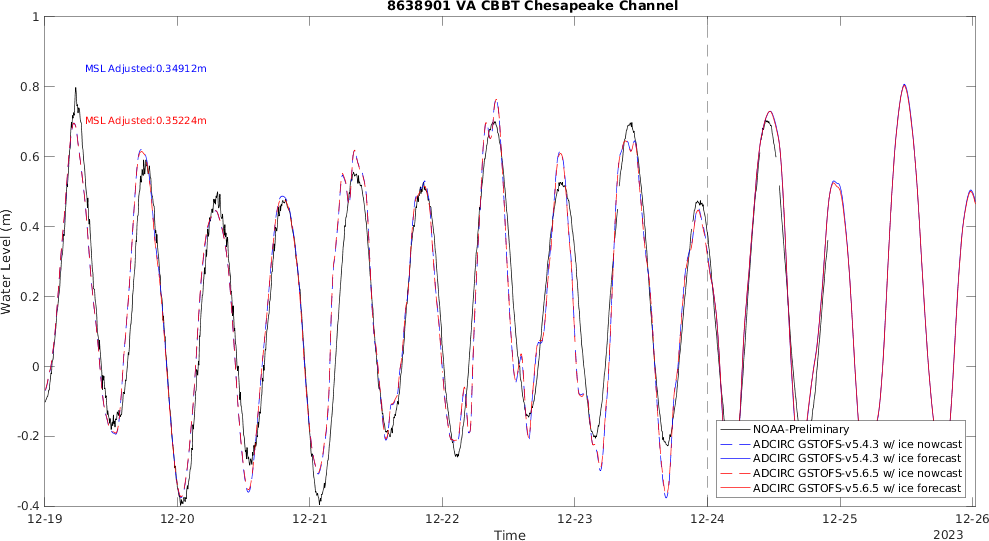 8638901 VA CBBT Chesapeake Channel
1
0.8
0.6
0.4
0.2
0
-0.2
-0.4
Water Level (m)
MSL Adjusted:0.34912m
MSL Adjusted:0.35224m
NOAA-Preliminary
ADCIRC GSTOFS-v5.4.3 w/ ice nowcast
ADCIRC GSTOFS-v5.4.3 w/ ice forecast
ADCIRC GSTOFS-v5.6.5 w/ ice nowcast
ADCIRC GSTOFS-v5.6.5 w/ ice forecast
12-19 12-20 12-21 12-22 12-23 12-24 12-25 12-26
Time
2023